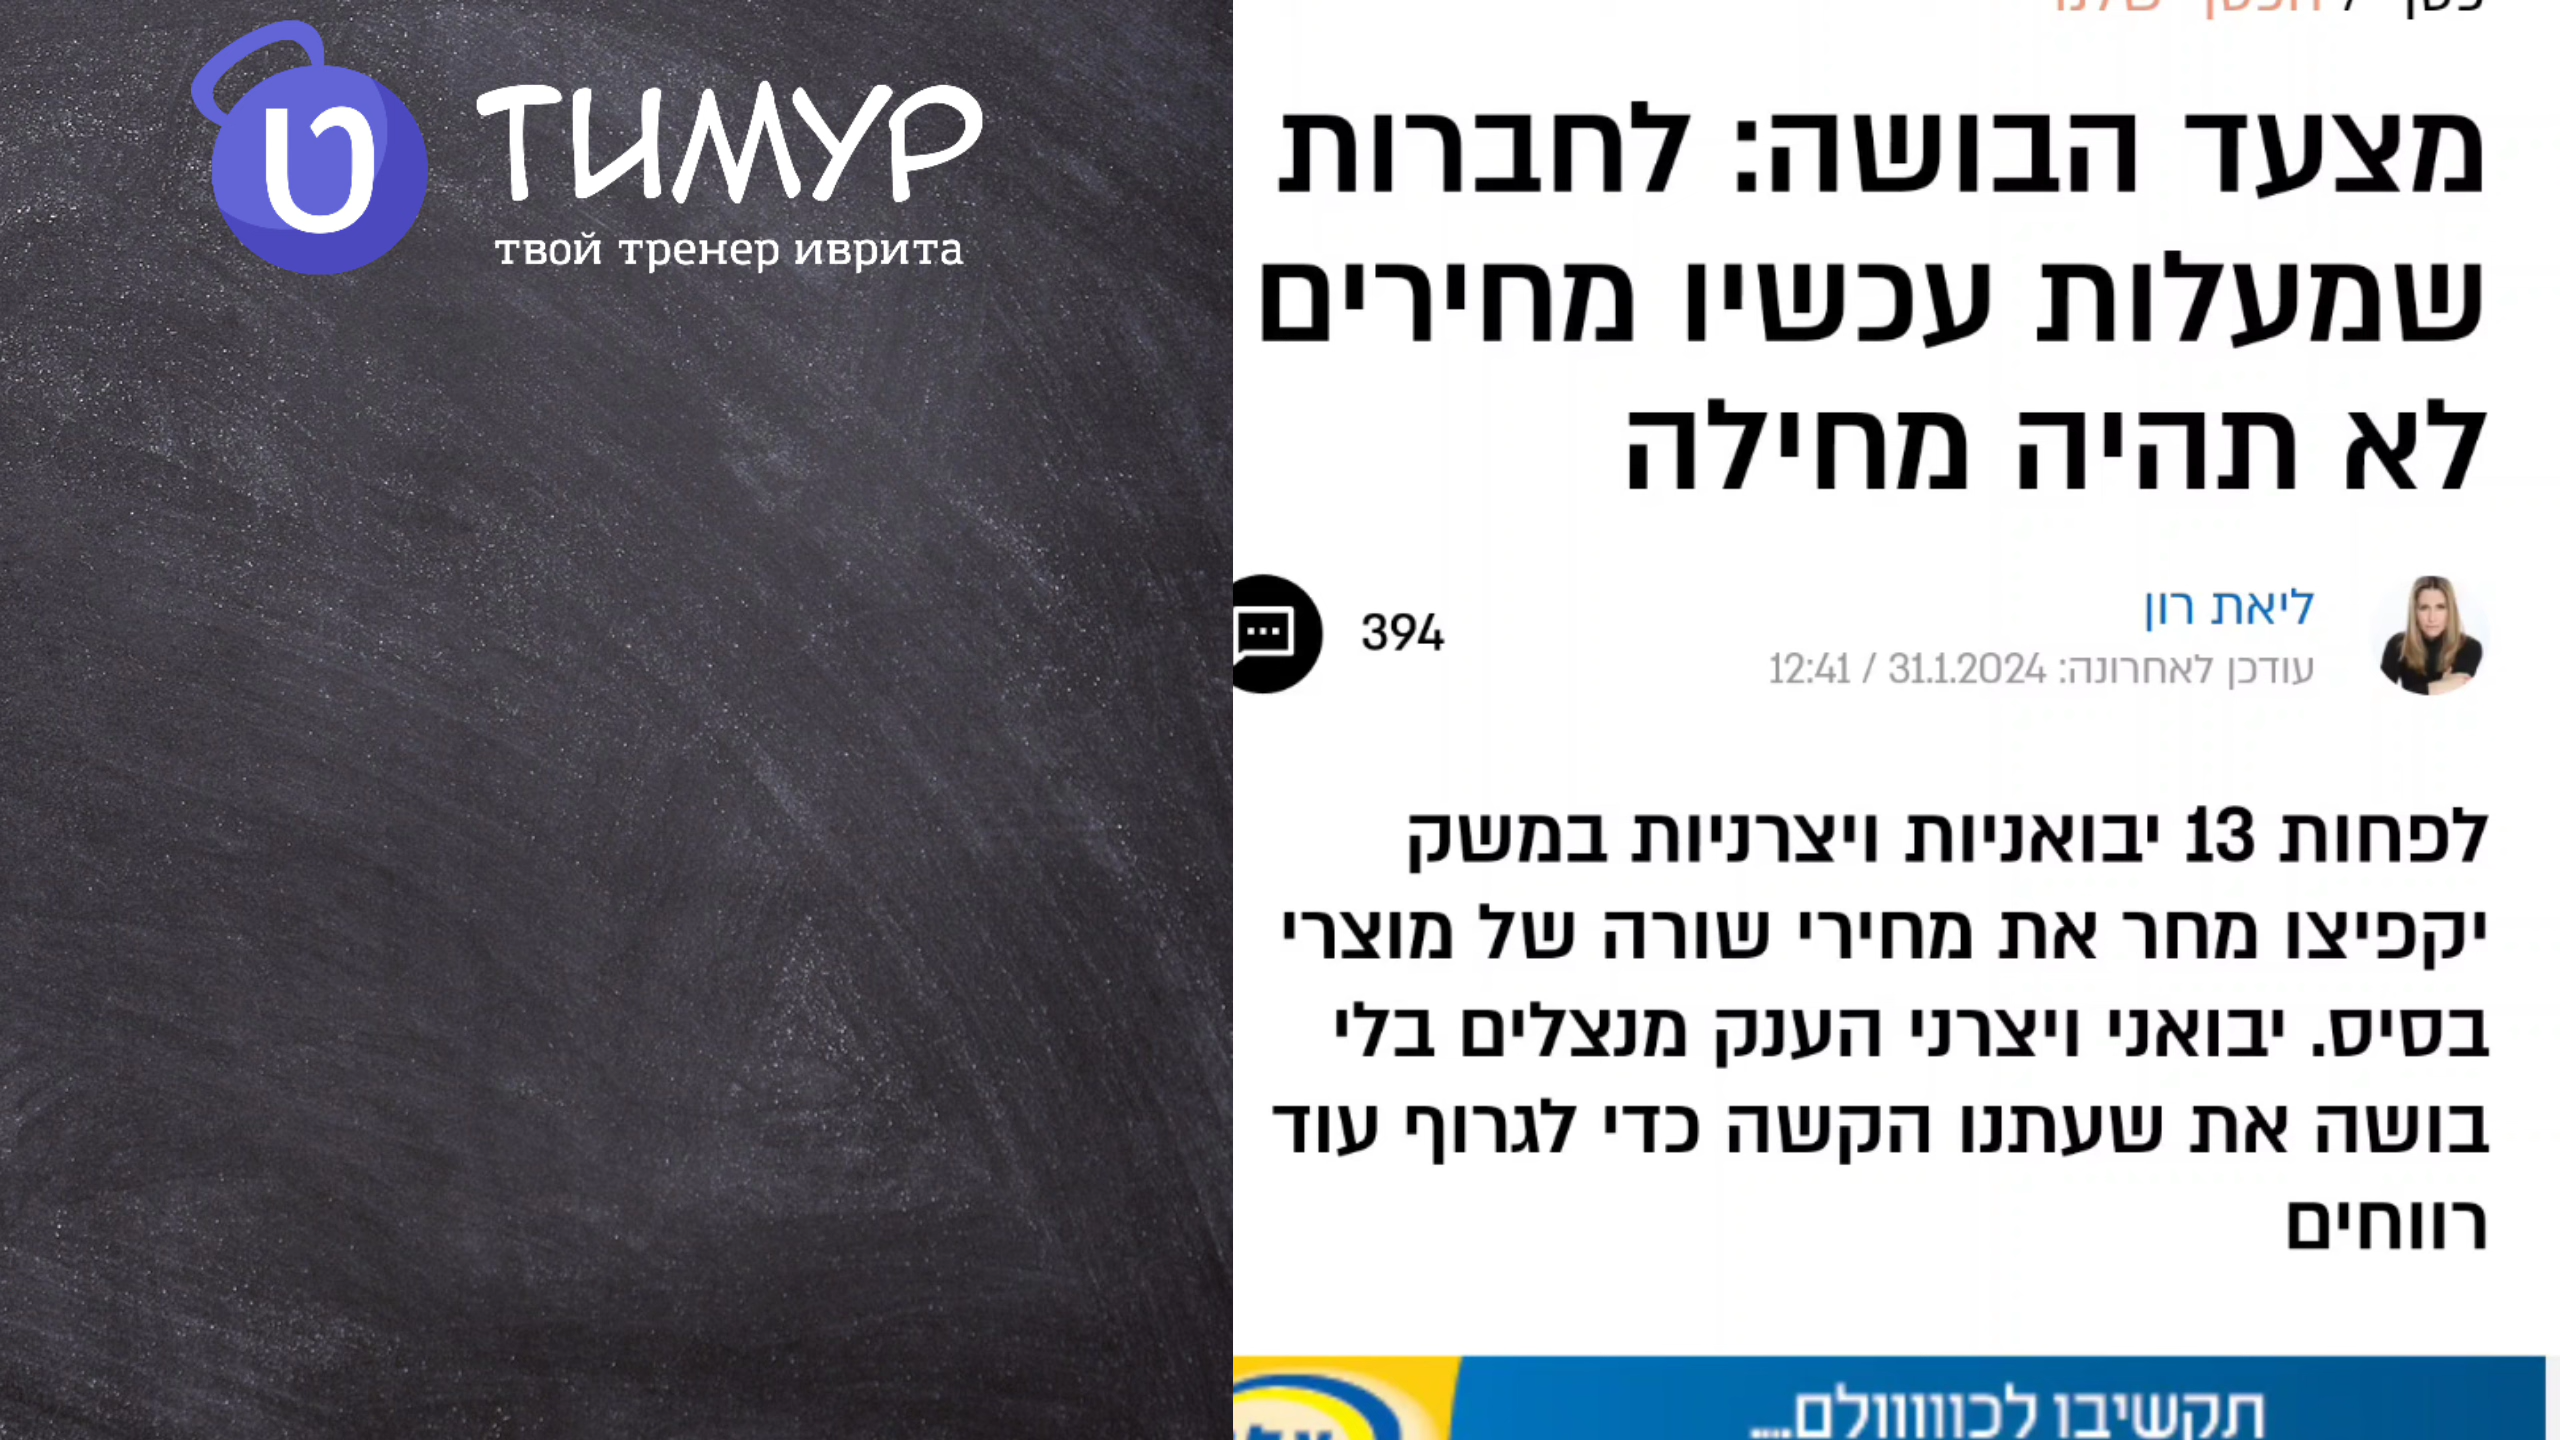 ט
ТИМУР
твой тренер иврита
מצעד הבושה: לחברות
שמעלות עכשיו מחירים
לא תהיה מחילה
ליאת רון
עודכן לאחרונה: 31.1.2024 / 12:41
394
לפחות 13 יבואניות ויצרניות במשק
יקפיצו מחר את מחירי שורה של מוצרי
בסיס. יבואני ויצרני הענק מנצלים בלי
בושה את שעתנו הקשה כדי לגרוף עוד
רווחים
תקשיבו לכוווולם....